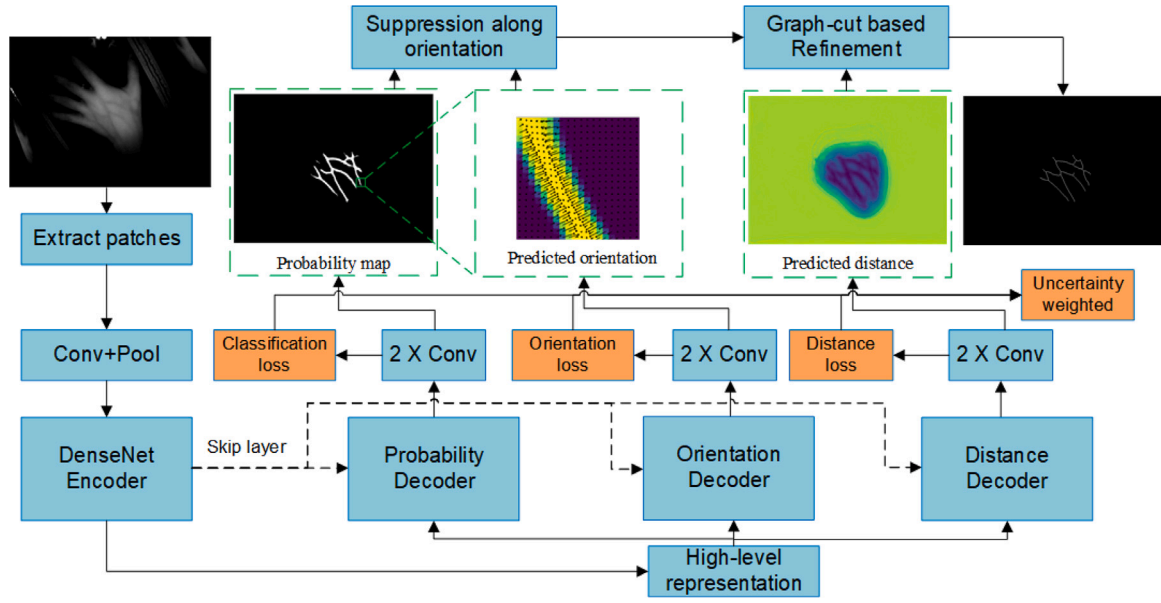 Suppression along
orientation
Graph-cut based
Refinement
Extract patches
Probability map
Predicted orientation
Predicted distance
Uncertainty
weighted
Conv+Pool
Classification
loss
2 X Conv
Orientation
loss
2 X Conv
Distance
loss
2 X Conv
DenseNet
Encoder
Skip layer
Probability
Decoder
Orientation
Decoder
Distance
Decoder
High-level
representation